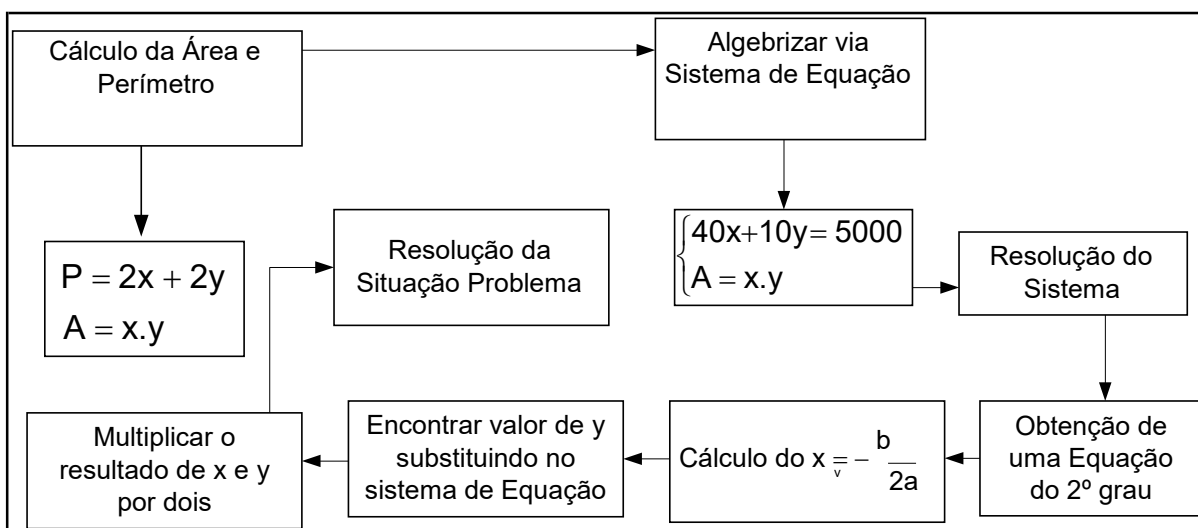 Cálculo da Área e
Perímetro
Algebrizar via
Sistema de Equação
P = 2x + 2y
A = x.y
Resolução da
Situação Problema
{40x+10y= 5000
A = x.y
Resolução do
Sistema
Multiplicar o
resultado de x e y
por dois
Encontrar valor de y
substituindo no
sistema de Equação
Cálculo do x_v = − b/2a
Obtenção de
uma Equação
do 2º grau